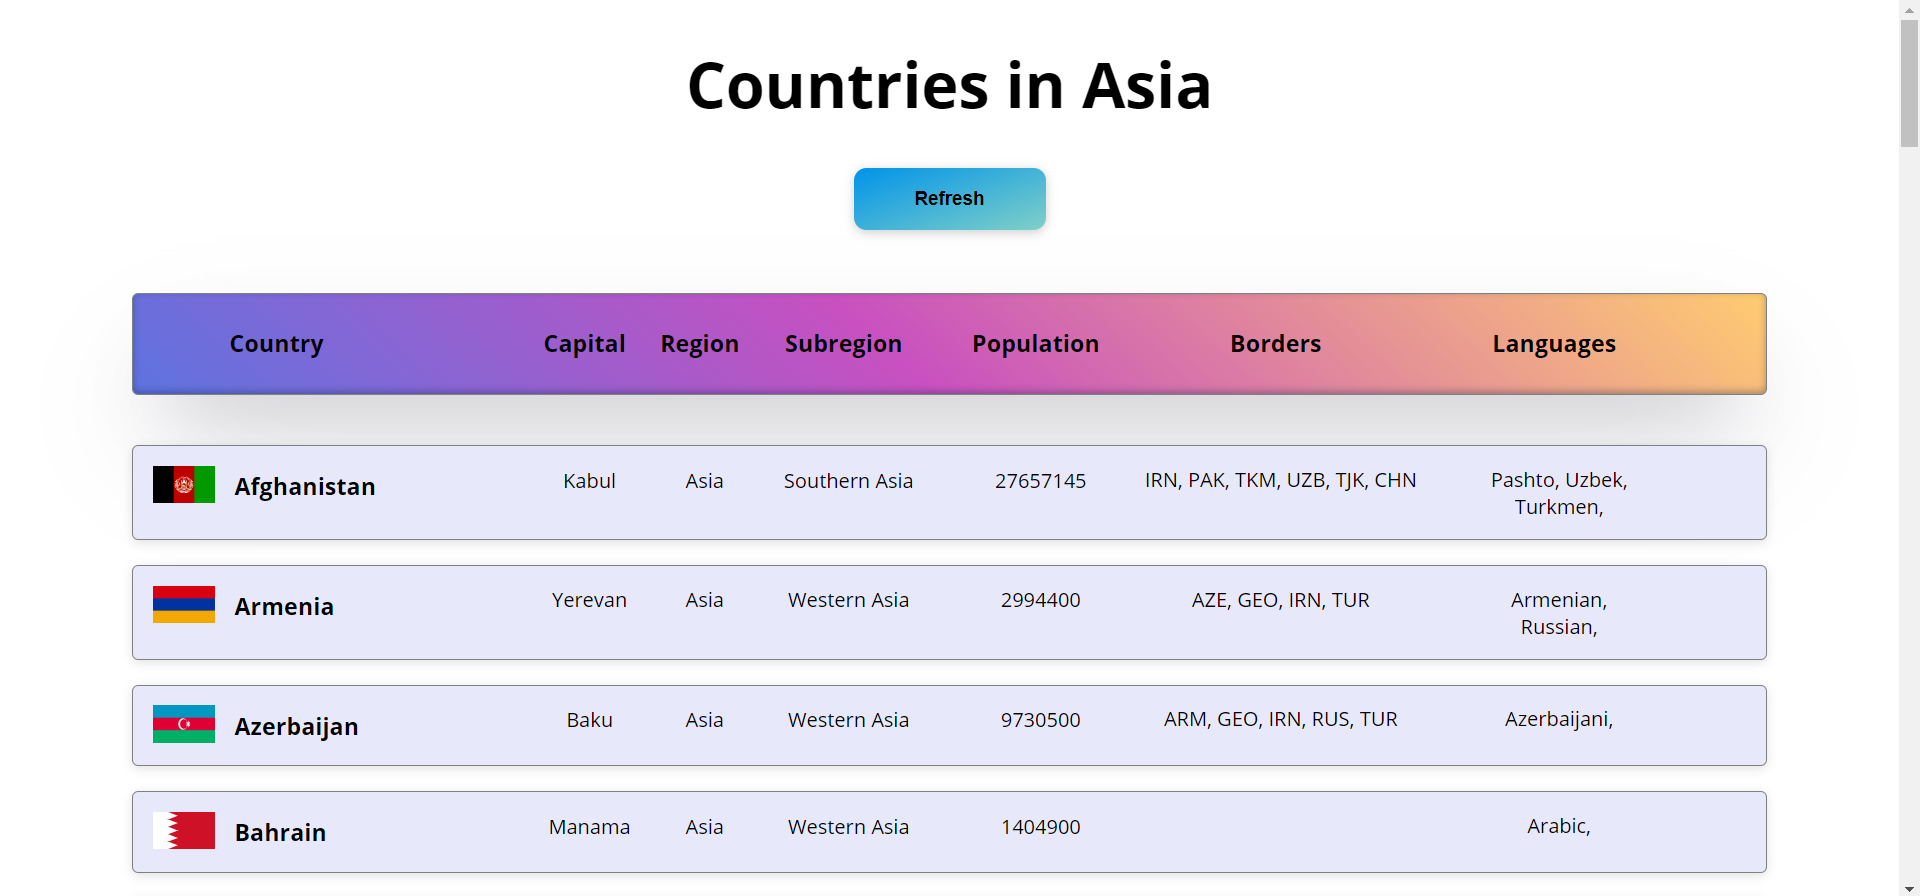 Countries in Asia
Refresh
Country Capital Region Subregion Population Borders Languages
Afghanistan Kabul Asia Southern Asia 27657145 IRN, PAK, TKM, UZB, TJK, CHN Pashto, Uzbek,
Turkmen,
Armenia Yerevan Asia Western Asia 2994400 AZE, GEO, IRN, TUR Armenian,
Russian,
Azerbaijan Baku Asia Western Asia 9730500 ARM, GEO, IRN, RUS, TUR Azerbaijani,
Bahrain Manama Asia Western Asia 1404900 Arabic,